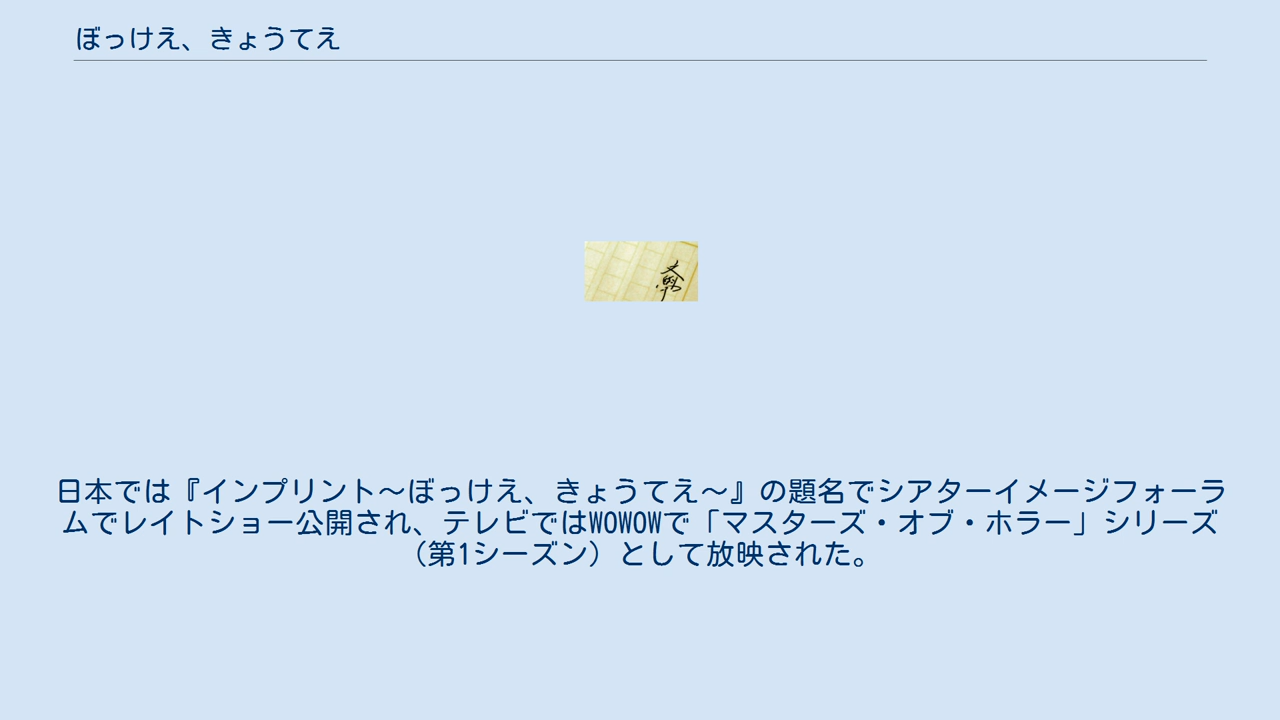 ぼっけえ、きょうてえ
日本では『インプリント〜ぼっけえ、きょうてえ〜』の題名でシアターイメージフォーラ
ムでレイトショー公開され、テレビではWOWOWで「マスターズ・オブ・ホラー」シリーズ
（第1シーズン）として放映された。